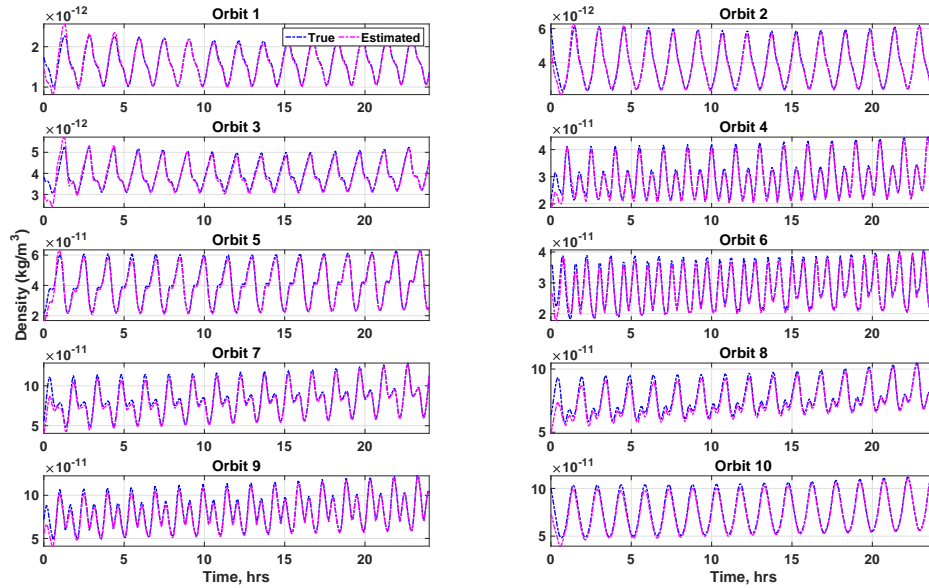 Orbit 1
×10⁻¹²
True Estimated
2
1
0 5 10 15 20
Orbit 2
×10⁻¹²
6
4
0 5 10 15 20
Orbit 3
×10⁻¹²
5
4
3
0 5 10 15 20
Orbit 4
×10⁻¹¹
4
3
2
0 5 10 15 20
Density (kg/m³)
Orbit 5
×10⁻¹¹
6
4
2
0 5 10 15 20
Orbit 6
×10⁻¹¹
4
3
2
0 5 10 15 20
Orbit 7
×10⁻¹¹
10
5
0 5 10 15 20
Orbit 8
×10⁻¹¹
10
5
0 5 10 15 20
Orbit 9
×10⁻¹¹
10
5
0 5 10 15 20
Time, hrs
Orbit 10
×10⁻¹¹
10
5
0 5 10 15 20
Time, hrs